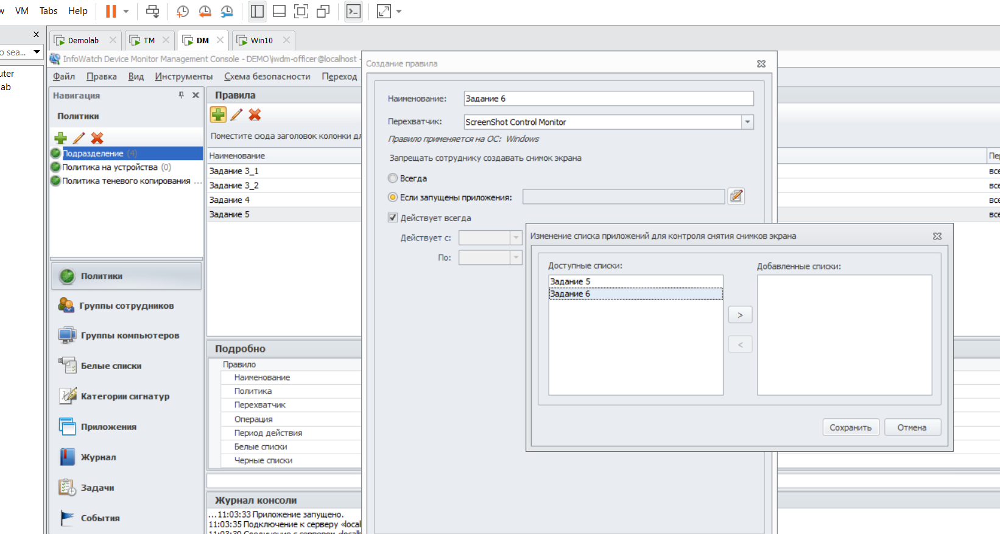 VM Tabs Help
o sea...
Demolab TM DM Win10
uter
ab
InfoWatch Device Monitor Management Console - DEMO\iwdm-officer@localhost -
Файл Правка Вид Инструменты Схема безопасности Переход
Навигация
Политики
Подразделение (4)
Политика на устройства (0)
Политика теневого копирования ...
Политики
Группы сотрудников
Группы компьютеров
Белые списки
Категории сигнатур
Приложения
Журнал
Задачи
События
Правила
Поместите сюда заголовок колонки дл
Наименование
Задание 3_1
Задание 3_2
Задание 4
Задание 5
Подробно
Правило
Наименование
Политика
Перехватчик
Операция
Период действия
Белые списки
Черные списки
Журнал консоли
...11:03:33 Приложение запущено.
11:03:35 Подключение к серверу «local
11:03:39 Соединение с сервером «localh
Создание правила
Наименование: Задание 6
Перехватчик: ScreenShot Control Monitor
Правило применяется на ОС: Windows
Запрещать сотруднику создавать снимок экрана
Всегда
Если запущены приложения:
Действует всегда
Действует с:
По:
Изменение списка приложений для контроля снятия снимков экрана
Доступные списки:
Задание 5
Задание 6
>
<
Добавленные списки:
Сохранить Отмена
Пе
все
все
все
все